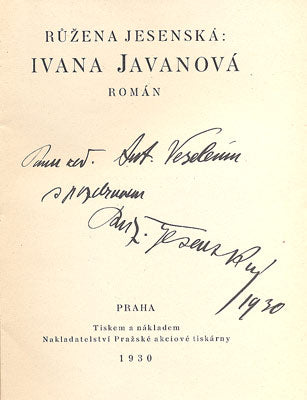 RŮŽENA JESENSKÁ:
IVANA JAVANOVÁ
ROMÁN
Panu red. Ant. Veselému
s pozdravem
Růž. Jesenská
1930
PRAHA
Tiskem a nákladem
Nakladatelství Pražské akciové tiskárny
1930